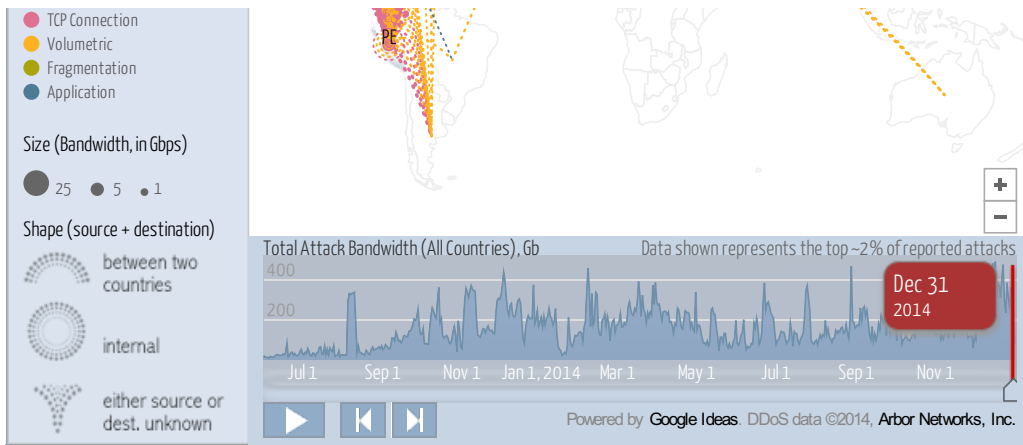 TCP Connection
Volumetric
Fragmentation
Application
Size (Bandwidth, in Gbps)
25 5 1
Shape (source + destination)
between two
countries
internal
either source or
dest. unknown
PE
+
−
Total Attack Bandwidth (All Countries), Gb
Data shown represents the top ~2% of reported attacks
400
200
Dec 31
2014
Jul 1 Sep 1 Nov 1 Jan 1, 2014 Mar 1 May 1 Jul 1 Sep 1 Nov 1
Powered by Google Ideas. DDoS data ©2014, Arbor Networks, Inc.